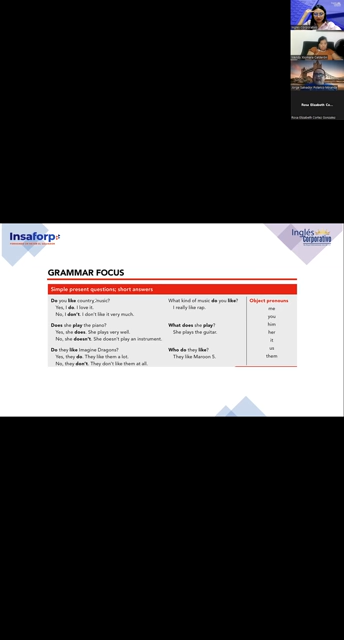 Rosa Elizabeth Co...
Rosa Elizabeth Cortez Gonzalez
Insaforp
Inglés
Corporativo
GRAMMAR FOCUS
Simple present questions; short answers
Do you like country music?
Yes, I do. I love it.
No, I don't. I don't like it very much.
Does she play the piano?
Yes, she does. She plays very well.
No, she doesn't. She doesn't play an instrument.
Do they like Imagine Dragons?
Yes, they do. They like them a lot.
No, they don't. They don't like them at all.
What kind of music do you like?
I really like rap.
What does she play?
She plays the guitar.
Who do they like?
They like Maroon 5.
Object pronouns
me
you
him
her
it
us
them